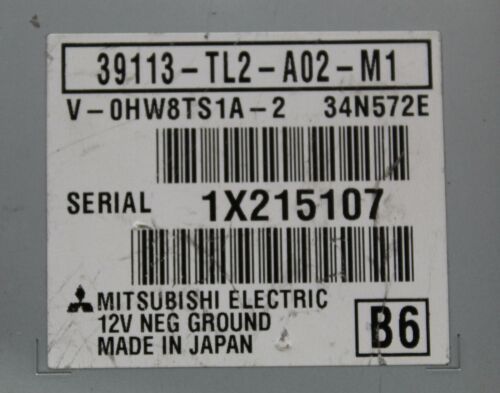 39113-TL2-A02-M1
V-0HW8TS1A-2 34N572E
SERIAL 1X215107
MITSUBISHI ELECTRIC
12V NEG GROUND
MADE IN JAPAN
B6